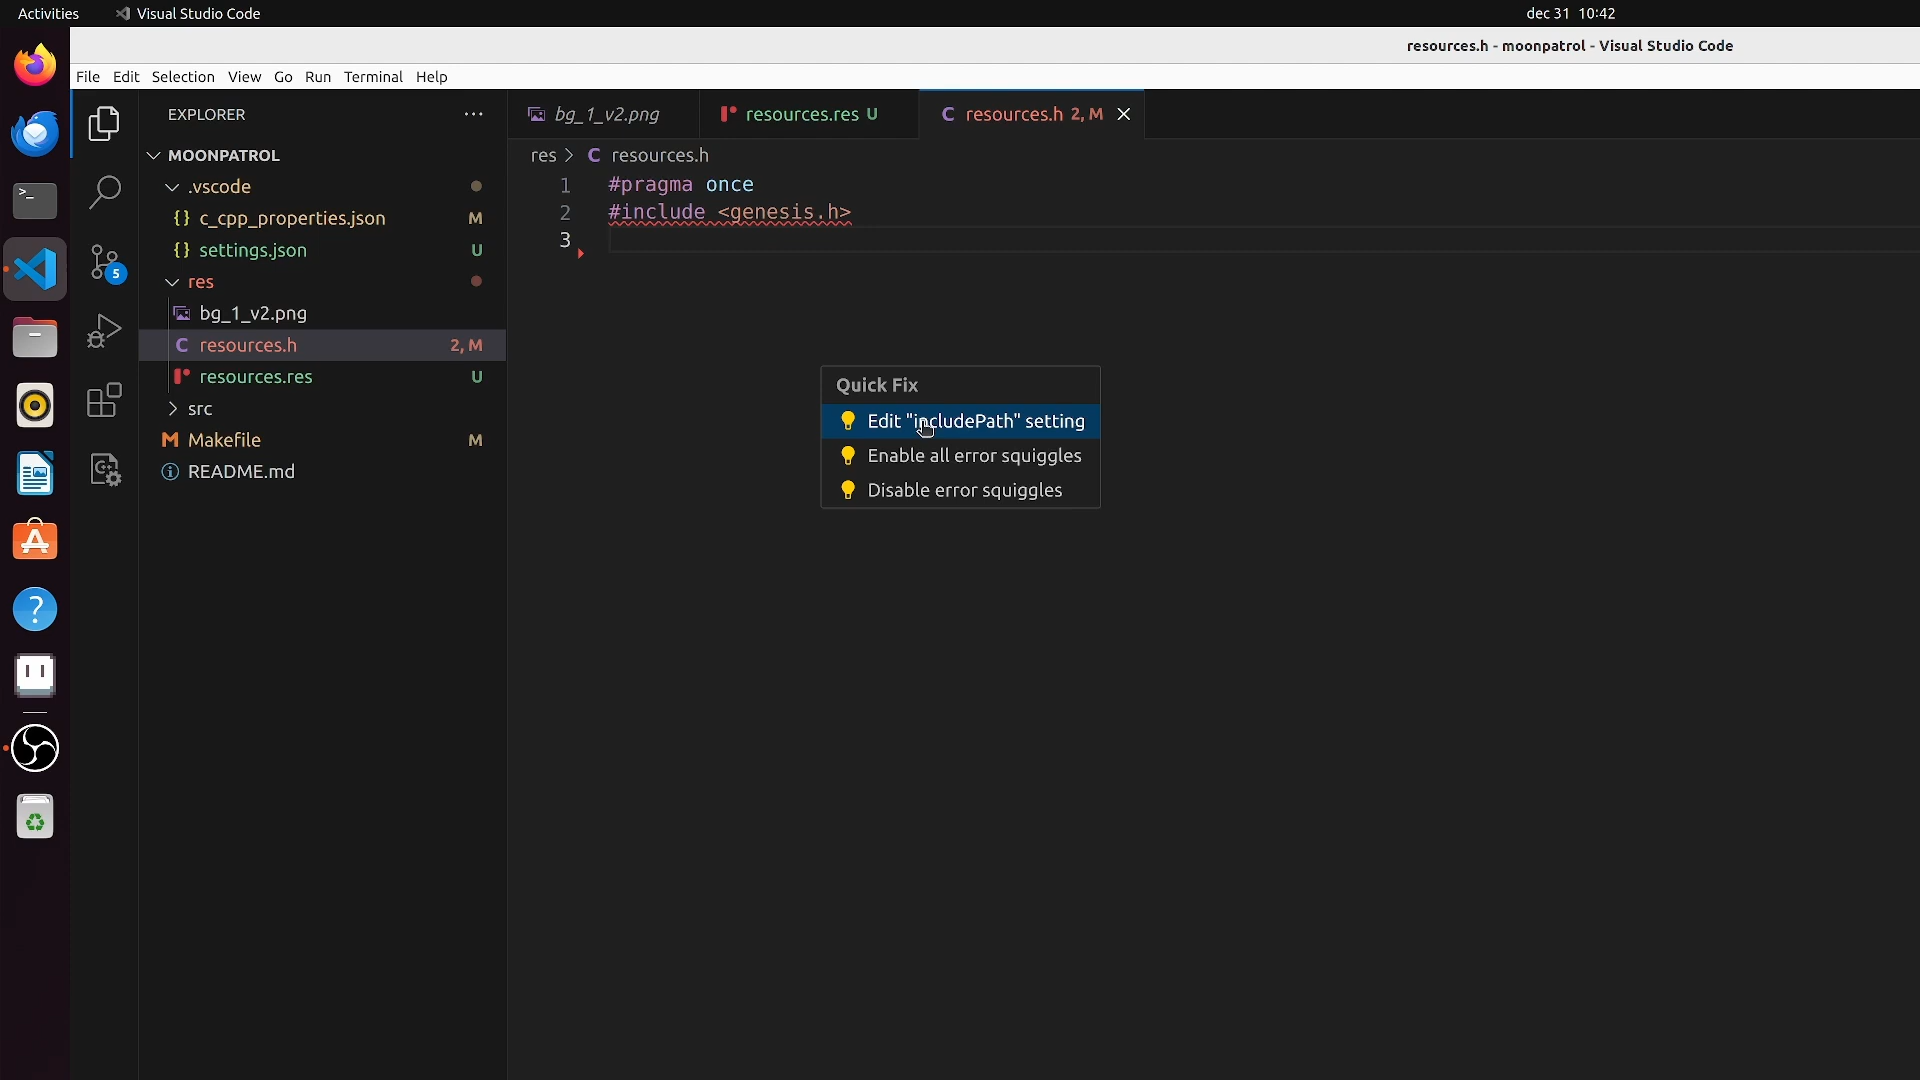 Activities
Visual Studio Code
dec 31 10:42
resources.h - moonpatrol - Visual Studio Code
File Edit Selection View Go Run Terminal Help
EXPLORER
MOONPATROL
.vscode
{} c_cpp_properties.json M
{} settings.json U
res
bg_1_v2.png
C resources.h 2, M
resources.res U
src
M Makefile M
README.md
5
bg_1_v2.png
resources.res U
C resources.h 2, M
res > C resources.h
1 #pragma once
2 #include <genesis.h>
3
Quick Fix
Edit "includePath" setting
Enable all error squiggles
Disable error squiggles